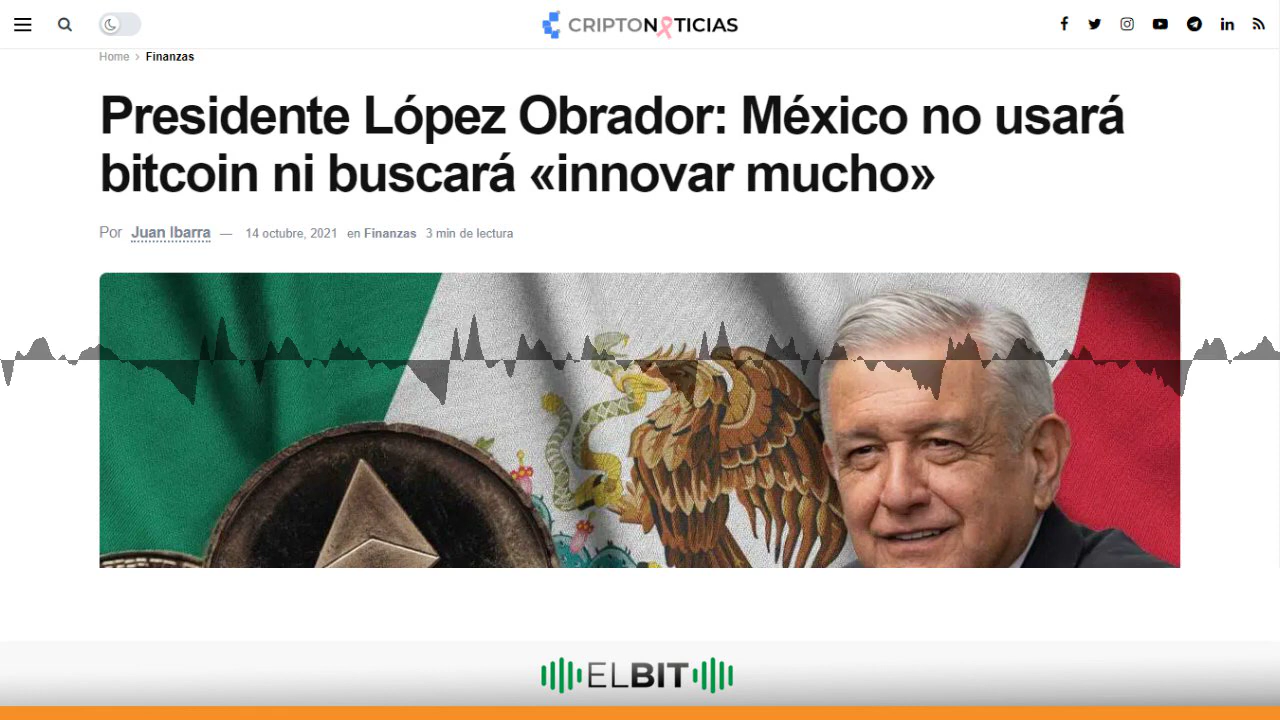 CRIPTONOTICIAS
Home > Finanzas
Presidente López Obrador: México no usará
bitcoin ni buscará «innovar mucho»
Por Juan Ibarra — 14 octubre, 2021 en Finanzas 3 min de lectura
ELBIT